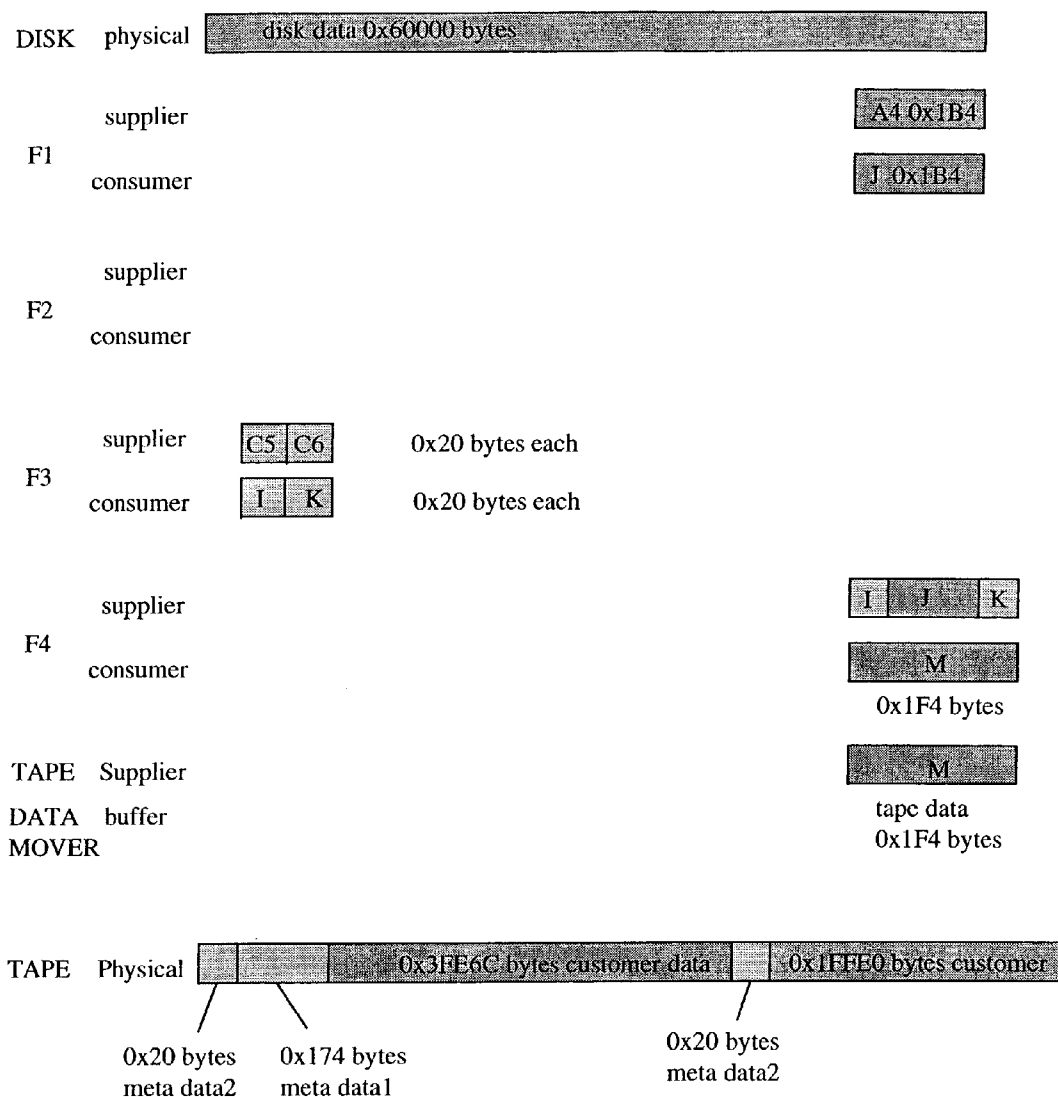 DISK physical disk data 0x60000 bytes
supplier A4 0x1B4
F1
consumer J 0x1B4
supplier
F2
consumer
supplier C5 C6 0x20 bytes each
F3
consumer I K 0x20 bytes each
supplier I J K
F4
consumer M
0x1F4 bytes
TAPE Supplier M
DATA buffer tape data
MOVER 0x1F4 bytes
TAPE Physical 0x3FE6C bytes customer data 0x1FFE0 bytes customer
0x20 bytes 0x174 bytes 0x20 bytes
meta data2 meta data1 meta data2